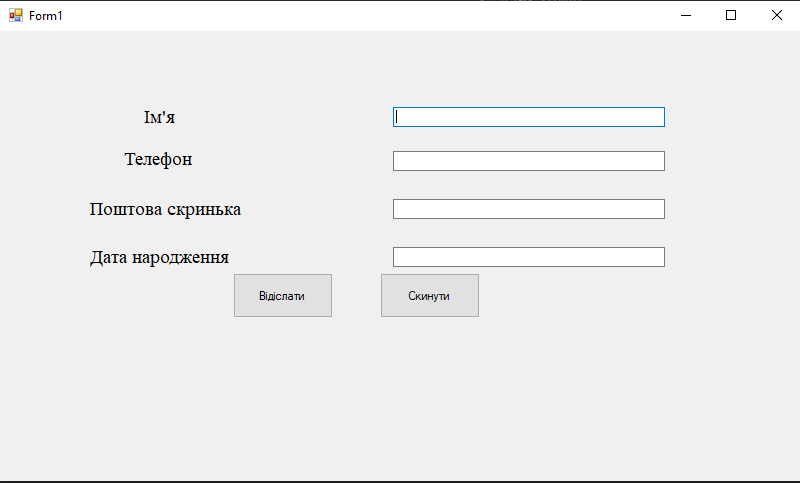 Form1
Ім'я
Телефон
Поштова скринька
Дата народження
Відіслати
Скинути